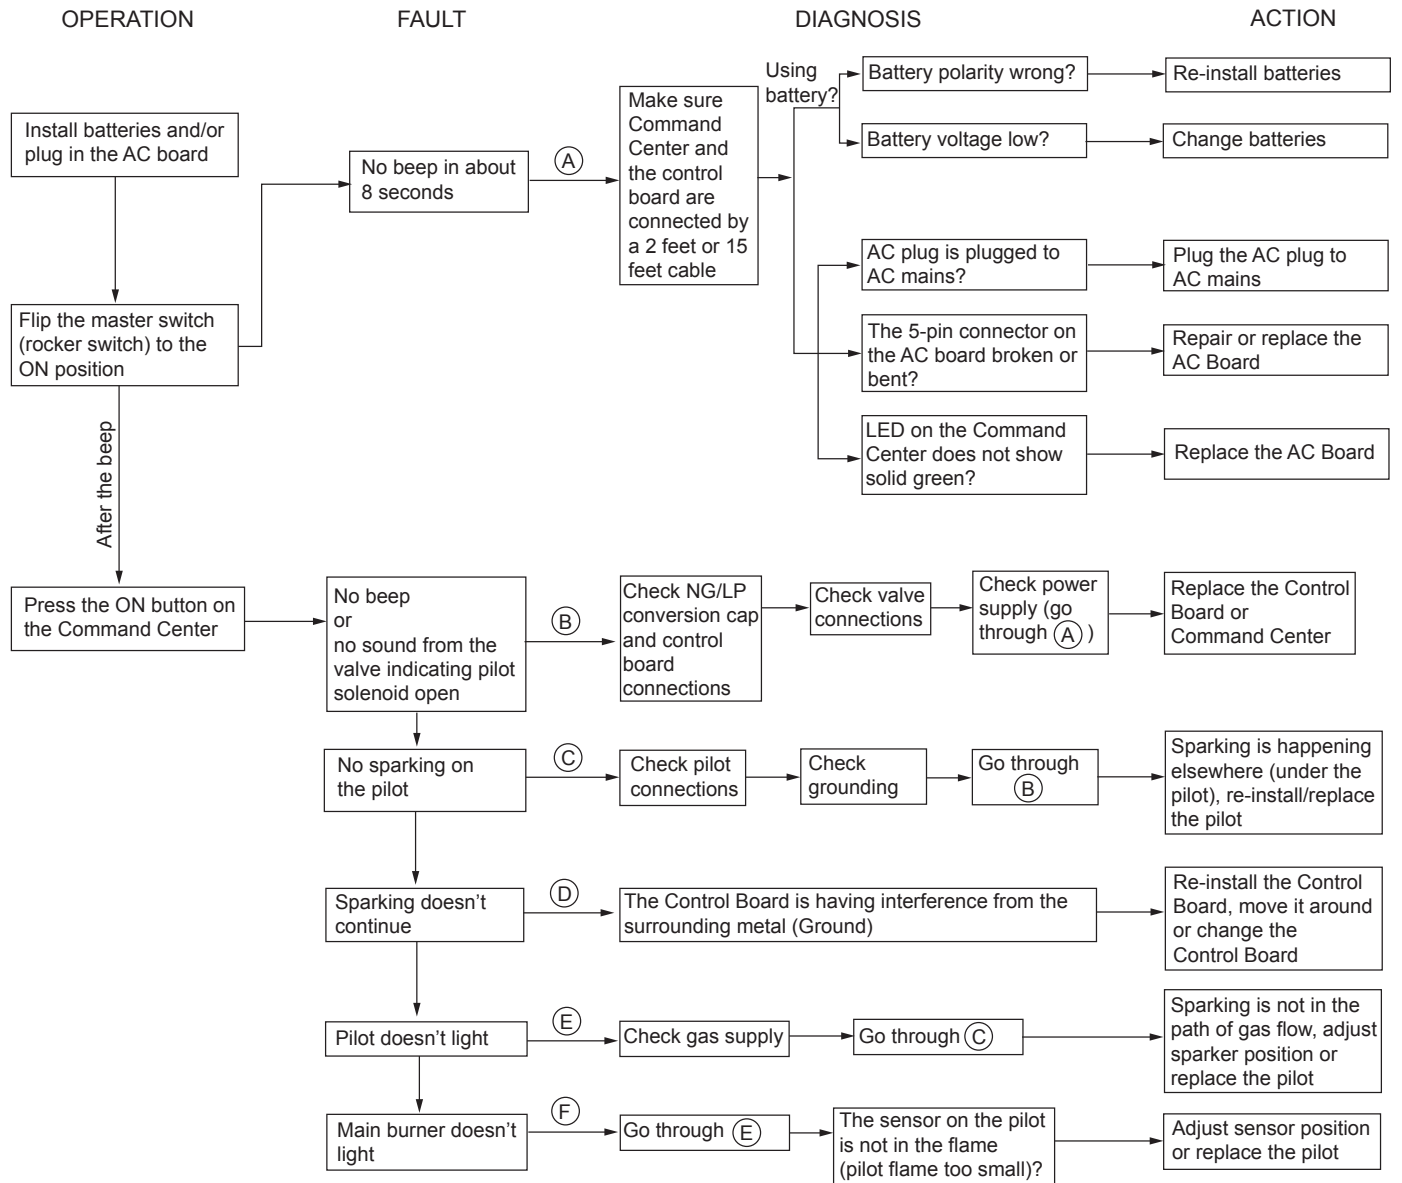 OPERATION
FAULT
DIAGNOSIS
ACTION
Install batteries and/or
plug in the AC board
Flip the master switch
(rocker switch) to the
ON position
No beep in about
8 seconds
A
Make sure
Command
Center and
the control
board are
connected by
a 2 feet or 15
feet cable
Using
battery?
Battery polarity wrong?
Re-install batteries
Battery voltage low?
Change batteries
AC plug is plugged to
AC mains?
Plug the AC plug to
AC mains
The 5-pin connector on
the AC board broken or
bent?
Repair or replace the
AC Board
LED on the Command
Center does not show
solid green?
Replace the AC Board
After the beep
Press the ON button on
the Command Center
No beep
or
no sound from the
valve indicating pilot
solenoid open
B
Check NG/LP
conversion cap
and control
board
connections
Check valve
connections
Check power
supply (go
through A )
Replace the Control
Board or
Command Center
No sparking on
the pilot
C
Check pilot
connections
Check
grounding
Go through
B
Sparking is happening
elsewhere (under the
pilot), re-install/replace
the pilot
Sparking doesn't
continue
D
The Control Board is having interference from the
surrounding metal (Ground)
Re-install the Control
Board, move it around
or change the
Control Board
Pilot doesn't light
E
Check gas supply
Go through C
Sparking is not in the
path of gas flow, adjust
sparker position or
replace the pilot
Main burner doesn't
light
F
Go through E
The sensor on the pilot
is not in the flame
(pilot flame too small)?
Adjust sensor position
or replace the pilot